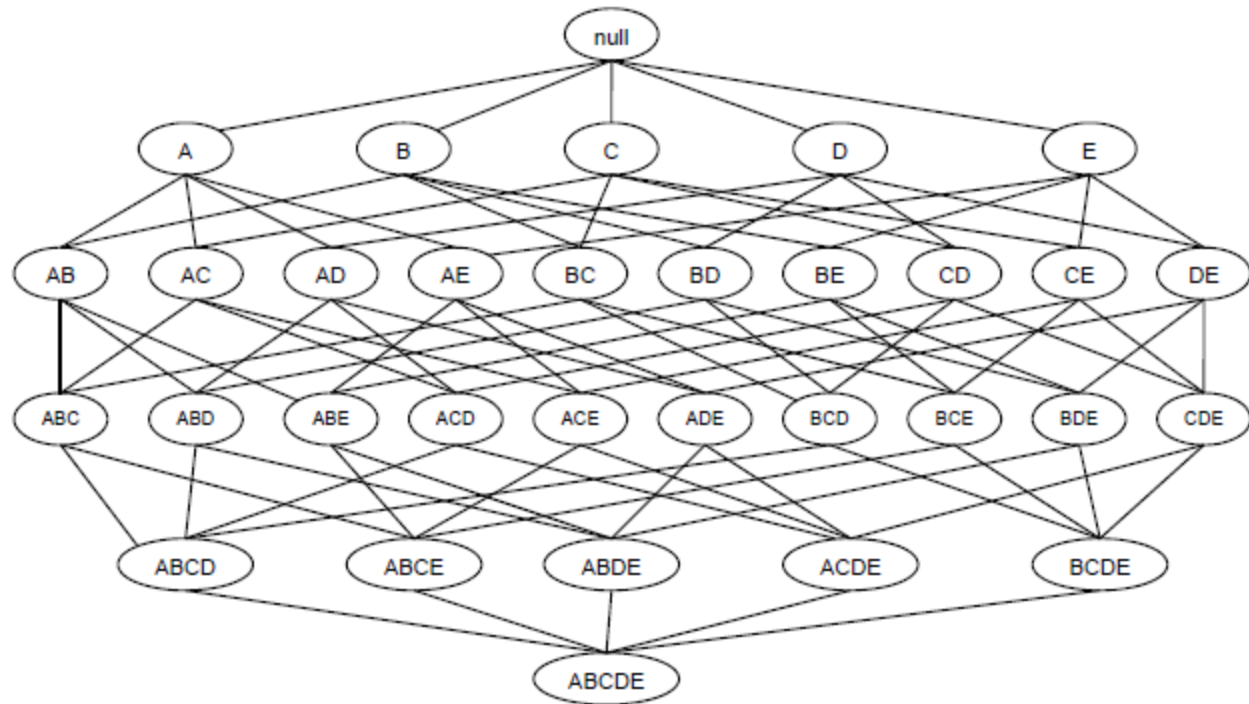 null
A B C D E
AB AC AD AE BC BD BE CD CE DE
ABC ABD ABE ACD ACE ADE BCD BCE BDE CDE
ABCD ABCE ABDE ACDE BCDE
ABCDE